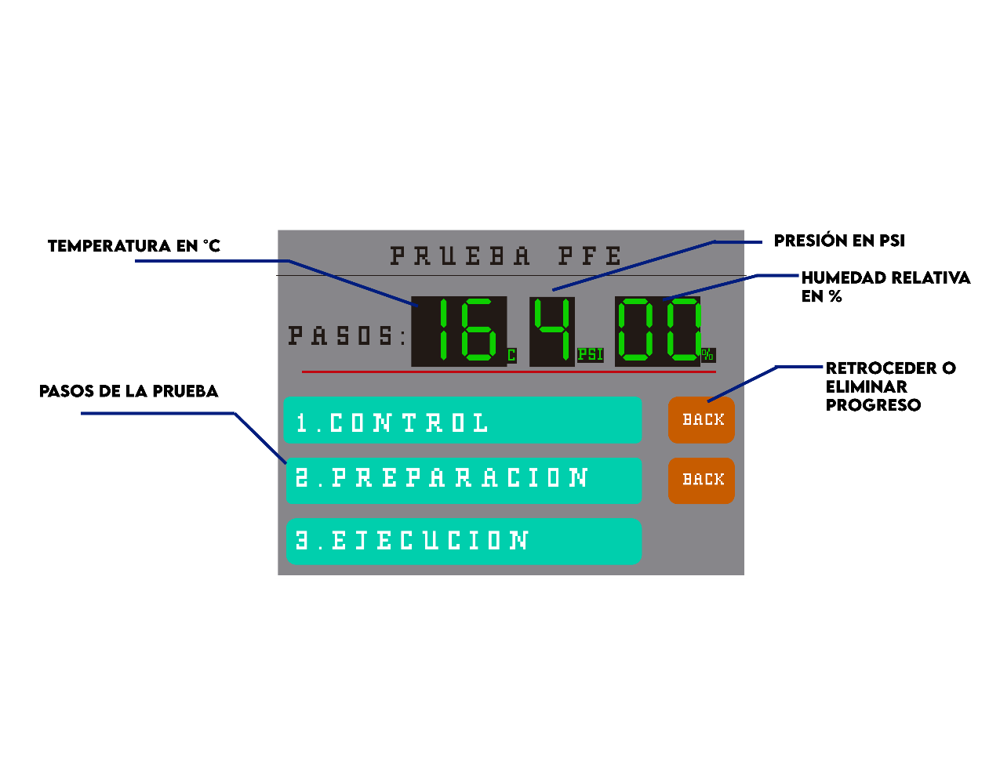 TEMPERATURA EN °C
PRESIÓN EN PSI
PRUEBA PFE
HUMEDAD RELATIVA
EN %
PASOS: 16 C 4 PSI 00 %
PASOS DE LA PRUEBA
RETROCEDER O
ELIMINAR
PROGRESO
1.CONTROL
BACK
2.PREPARACION
BACK
3.EJECUCION